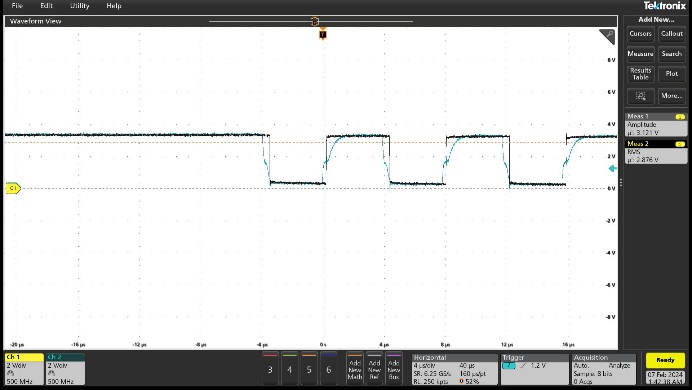 File Edit Utility Help
Tektronix
Waveform View
Add New...
Cursors Callout
Measure Search
Results Table Plot
More...
Meas 1
Amplitude
µ': 3.121 V
Meas 2
RMS
µ': 2.876 V
8 V
6 V
4 V
2 V
C1
0 V
-2 V
-4 V
-6 V
-8 V
-20 µs -16 µs -12 µs -8 µs -4 µs 0 s 4 µs 8 µs 12 µs 16 µs
Ch 1
2 V/div
500 MHz
Ch 2
2 V/div
500 MHz
3 4 5 6
Add New Math
Add New Ref
Add New Bus
Horizontal
4 µs/div 40 µs
SR: 6.25 GS/s 160 ps/pt
RL: 250 kpts 52%
Trigger
2 1.2 V
Acquisition
Auto, Analyze
Sample: 8 bits
0 Acqs
Ready
07 Feb 2024
1:42:38 AM